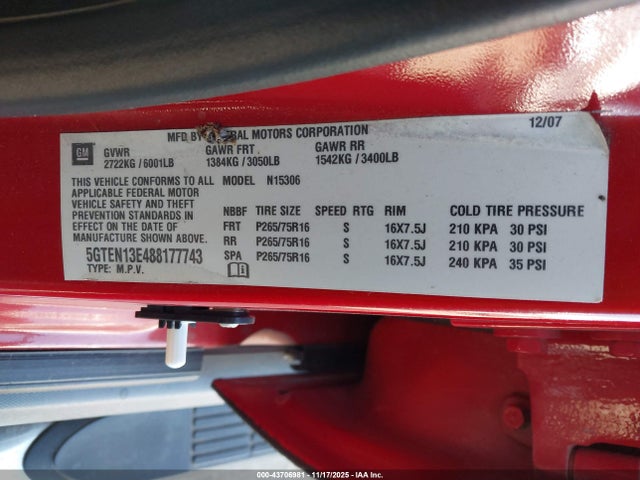 MFD BY GENERAL MOTORS CORPORATION
12/07
GM
GVWR GAWR FRT . GAWR RR
2722KG / 6001LB 1384KG / 3050LB 1542KG / 3400LB
THIS VEHICLE CONFORMS TO ALL
APPLICABLE FEDERAL MOTOR
VEHICLE SAFETY AND THEFT
PREVENTION STANDARDS IN
EFFECT ON THE DATE OF
MANUFACTURE SHOWN ABOVE.
5GTEN13E488177743
TYPE: M.P.V.
MODEL N15306
NBBF TIRE SIZE SPEED RTG RIM COLD TIRE PRESSURE
FRT P265/75R16 S 16X7.5J 210 KPA 30 PSI
RR P265/75R16 S 16X7.5J 210 KPA 30 PSI
SPA P265/75R16 S 16X7.5J 240 KPA 35 PSI
000-43706981 - 11/17/2025 - IAA Inc.